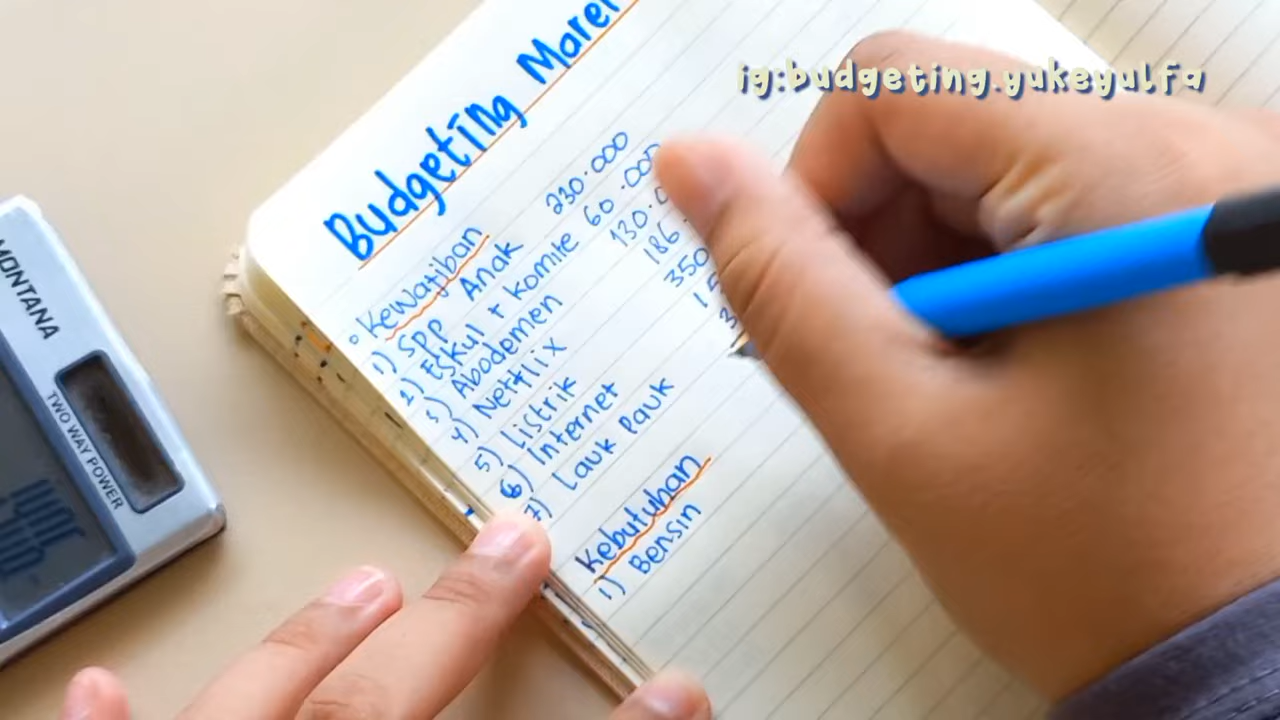 ig:budgeting.yukeyulfa
Budgeting Maret
Kewajiban
1) SPP Anak 230.000
2) Eskul + Komite 60.000
3) Abodemen 130.0
4) Netflix 186
5) Listrik 350
6) Internet
7) Lauk Pauk
Kebutuhan
1) Bensin
MONTANA
TWO WAY POWER